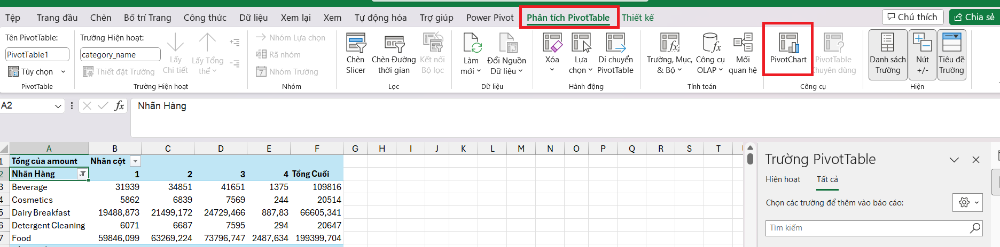 Tệp Trang đầu Chèn Bố trí Trang Công thức Dữ liệu Xem lại Xem Tự động hóa Trợ giúp Power Pivot Phân tích PivotTable Thiết kế Chú thích Chia sẻ
Tên PivotTable: Trường Hiện hoạt:
PivotTable1 category_name
Tùy chọn Thiết đặt Trường
Lấy Chi tiết
Lấy Tổng thể
Nhóm Lựa chọn
Rã nhóm
Nhóm Trường
Chèn Slicer
Chèn Đường thời gian
Kết nối Bộ lọc
Làm mới
Đổi Nguồn Dữ liệu
Xóa
Lựa chọn
Di chuyển PivotTable
Trường, Mục, & Bộ
Công cụ OLAP
Mối quan hệ
PivotChart
PivotTable Khuyên dùng
Danh sách Trường
Nút +/-
Tiêu đề Trường
PivotTable Trường Hiện hoạt Nhóm Lọc Dữ liệu Hành động Tính toán Công cụ Hiện
A2 fx Nhãn Hàng
A B C D E F G H I J K L M N O P Q R S T
1 Tổng của amount Nhãn cột
2 Nhãn Hàng 1 2 3 4 Tổng Cuối
3 Beverage 31939 34851 41651 1375 109816
4 Cosmetics 5862 6839 7569 244 20514
5 Dairy Breakfast 19488,873 21499,172 24729,466 887,83 66605,341
6 Detergent Cleaning 6071 6687 7595 294 20647
7 Food 59846,099 63269,224 73796,747 2487,634 199399,704
Trường PivotTable
Hiện hoạt Tất cả
Chọn các trường để thêm vào báo cáo:
Tìm kiếm